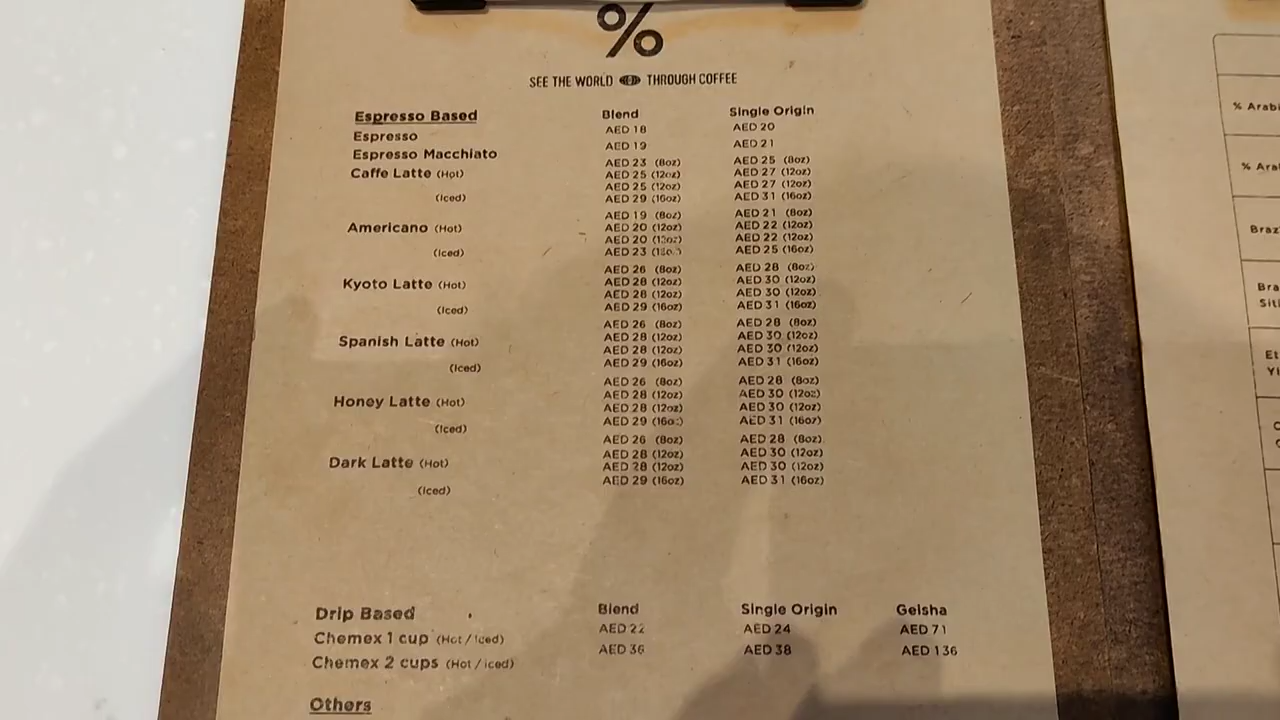 %
SEE THE WORLD THROUGH COFFEE
Espresso Based Blend Single Origin
Espresso AED 18 AED 20
Espresso Macchiato AED 19 AED 21
Caffe Latte (Hot) AED 23 (8oz) AED 25 (8oz)
AED 25 (12oz) AED 27 (12oz)
(Iced) AED 25 (12oz) AED 27 (12oz)
AED 29 (16oz) AED 31 (16oz)
Americano (Hot) AED 19 (8oz) AED 21 (8oz)
AED 20 (12oz) AED 22 (12oz)
(Iced) AED 20 (12oz) AED 22 (12oz)
AED 23 AED 25 (16oz)
Kyoto Latte (Hot) AED 26 (8oz) AED 28 (8oz)
AED 28 (12oz) AED 30 (12oz)
(Iced) AED 28 (12oz) AED 30 (12oz)
AED 29 (16oz) AED 31 (16oz)
Spanish Latte (Hot) AED 26 (8oz) AED 28 (8oz)
AED 28 (12oz) AED 30 (12oz)
(Iced) AED 28 (12oz) AED 30 (12oz)
AED 29 (16oz) AED 31 (16oz)
Honey Latte (Hot) AED 26 (8oz) AED 28 (8oz)
AED 28 (12oz) AED 30 (12oz)
(Iced) AED 28 (12oz) AED 30 (12oz)
AED 29 (16oz) AED 31 (16oz)
Dark Latte (Hot) AED 26 (8oz) AED 28 (8oz)
AED 28 (12oz) AED 30 (12oz)
(Iced) AED 28 (12oz) AED 30 (12oz)
AED 29 (16oz) AED 31 (16oz)
Drip Based Blend Single Origin Geisha
Chemex 1 cup (Hot / Iced) AED 22 AED 24 AED 71
Chemex 2 cups (Hot / iced) AED 36 AED 38 AED 136
Others
% Arabi
% Ara
Braz
Bra
Siti
Et
Yi